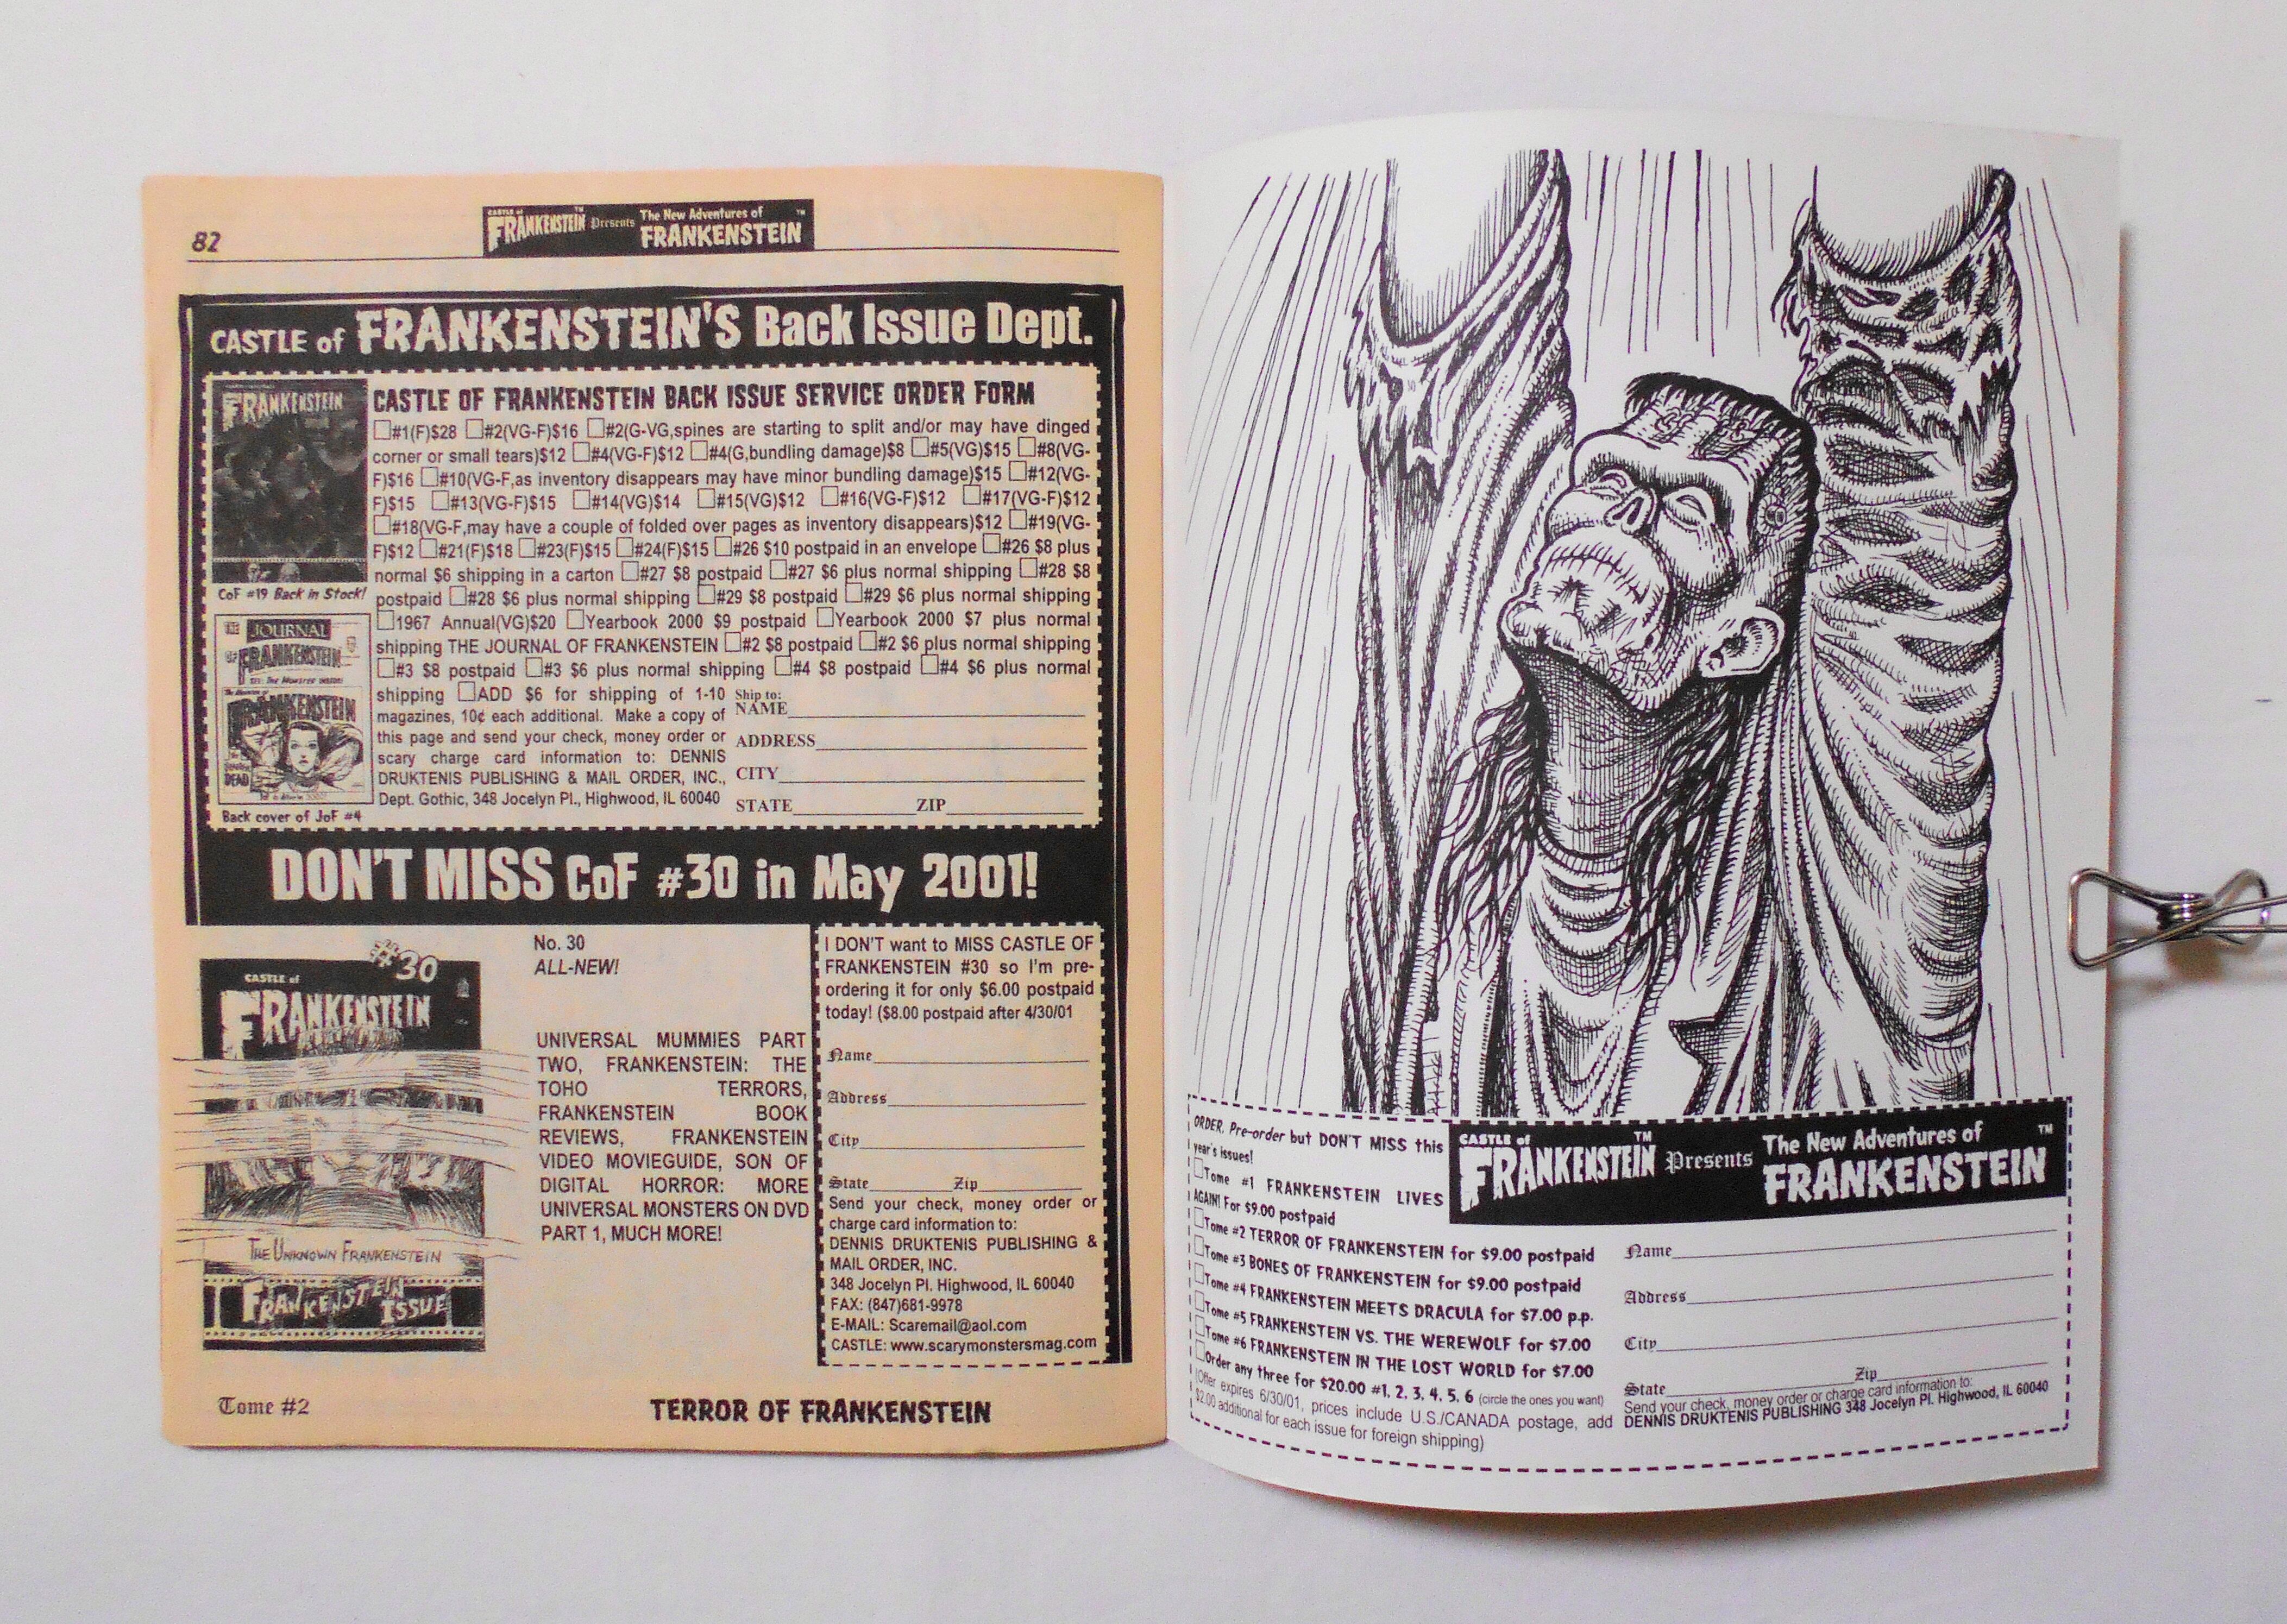 82
CASTLE of FRANKENSTEIN™ Presents The New Adventures of FRANKENSTEIN™
CASTLE of FRANKENSTEIN'S Back Issue Dept.
FRANKENSTEIN
CoF #19 Back in Stock!
THE JOURNAL
OF FRANKENSTEIN
FRANKENSTEIN
DEAD
Back cover of JoF #4
CASTLE OF FRANKENSTEIN BACK ISSUE SERVICE ORDER FORM
☐#1(F)$28 ☐#2(VG-F)$16 ☐#2(G-VG,spines are starting to split and/or may have dinged
corner or small tears)$12 ☐#4(VG-F)$12 ☐#4(G,bundling damage)$8 ☐#5(VG)$15 ☐#8(VG-
F)$16 ☐#10(VG-F,as inventory disappears may have minor bundling damage)$15 ☐#12(VG-
F)$15 ☐#13(VG-F)$15 ☐#14(VG)$14 ☐#15(VG)$12 ☐#16(VG-F)$12 ☐#17(VG-F)$12
☐#18(VG-F,may have a couple of folded over pages as inventory disappears)$12 ☐#19(VG-
F)$12 ☐#21(F)$18 ☐#23(F)$15 ☐#24(F)$15 ☐#26 $10 postpaid in an envelope ☐#26 $8 plus
normal $6 shipping in a carton ☐#27 $8 postpaid ☐#27 $6 plus normal shipping ☐#28 $8
postpaid ☐#28 $6 plus normal shipping ☐#29 $8 postpaid ☐#29 $6 plus normal shipping
☐1967 Annual(VG)$20 ☐Yearbook 2000 $9 postpaid ☐Yearbook 2000 $7 plus normal
shipping THE JOURNAL OF FRANKENSTEIN ☐#2 $8 postpaid ☐#2 $6 plus normal shipping
☐#3 $8 postpaid ☐#3 $6 plus normal shipping ☐#4 $8 postpaid ☐#4 $6 plus normal
shipping ☐ADD $6 for shipping of 1-10
magazines, 10¢ each additional. Make a copy of
this page and send your check, money order or
scary charge card information to: DENNIS
DRUKTENIS PUBLISHING & MAIL ORDER, INC.,
Dept. Gothic, 348 Jocelyn Pl., Highwood, IL 60040
Ship to:
NAME
ADDRESS
CITY
STATE ZIP
DON'T MISS CoF #30 in May 2001!
#30
CASTLE of
FRANKENSTEIN
THE UNKNOWN FRANKENSTEIN
FRANKENSTEIN
ISSUE
No. 30
ALL-NEW!
UNIVERSAL MUMMIES PART
TWO, FRANKENSTEIN: THE
TOHO TERRORS,
FRANKENSTEIN BOOK
REVIEWS, FRANKENSTEIN
VIDEO MOVIEGUIDE, SON OF
DIGITAL HORROR: MORE
UNIVERSAL MONSTERS ON DVD
PART 1, MUCH MORE!
I DON'T want to MISS CASTLE OF
FRANKENSTEIN #30 so I'm pre-
ordering it for only $6.00 postpaid
today! ($8.00 postpaid after 4/30/01
Name
Address
City
State Zip
Send your check, money order or
charge card information to:
DENNIS DRUKTENIS PUBLISHING &
MAIL ORDER, INC.
348 Jocelyn Pl. Highwood, IL 60040
FAX: (847)681-9978
E-MAIL: Scaremail@aol.com
CASTLE: www.scarymonstersmag.com
Tome #2
TERROR OF FRANKENSTEIN
ORDER, Pre-order but DON'T MISS this
year's issues!
☐Tome #1 FRANKENSTEIN LIVES
AGAIN! For $9.00 postpaid
☐Tome #2 TERROR OF FRANKENSTEIN for $9.00 postpaid
☐Tome #3 BONES OF FRANKENSTEIN for $9.00 postpaid
☐Tome #4 FRANKENSTEIN MEETS DRACULA for $7.00 p.p.
☐Tome #5 FRANKENSTEIN VS. THE WEREWOLF for $7.00
☐Tome #6 FRANKENSTEIN IN THE LOST WORLD for $7.00
☐Order any three for $20.00 #1, 2, 3, 4, 5, 6 (circle the ones you want)
(Offer expires 6/30/01, prices include U.S./CANADA postage, add
$2.00 additional for each issue for foreign shipping)
CASTLE of FRANKENSTEIN™ Presents The New Adventures of FRANKENSTEIN™
Name
Address
City
State Zip
Send your check, money order or charge card information to:
DENNIS DRUKTENIS PUBLISHING 348 Jocelyn Pl. Highwood, IL 60040